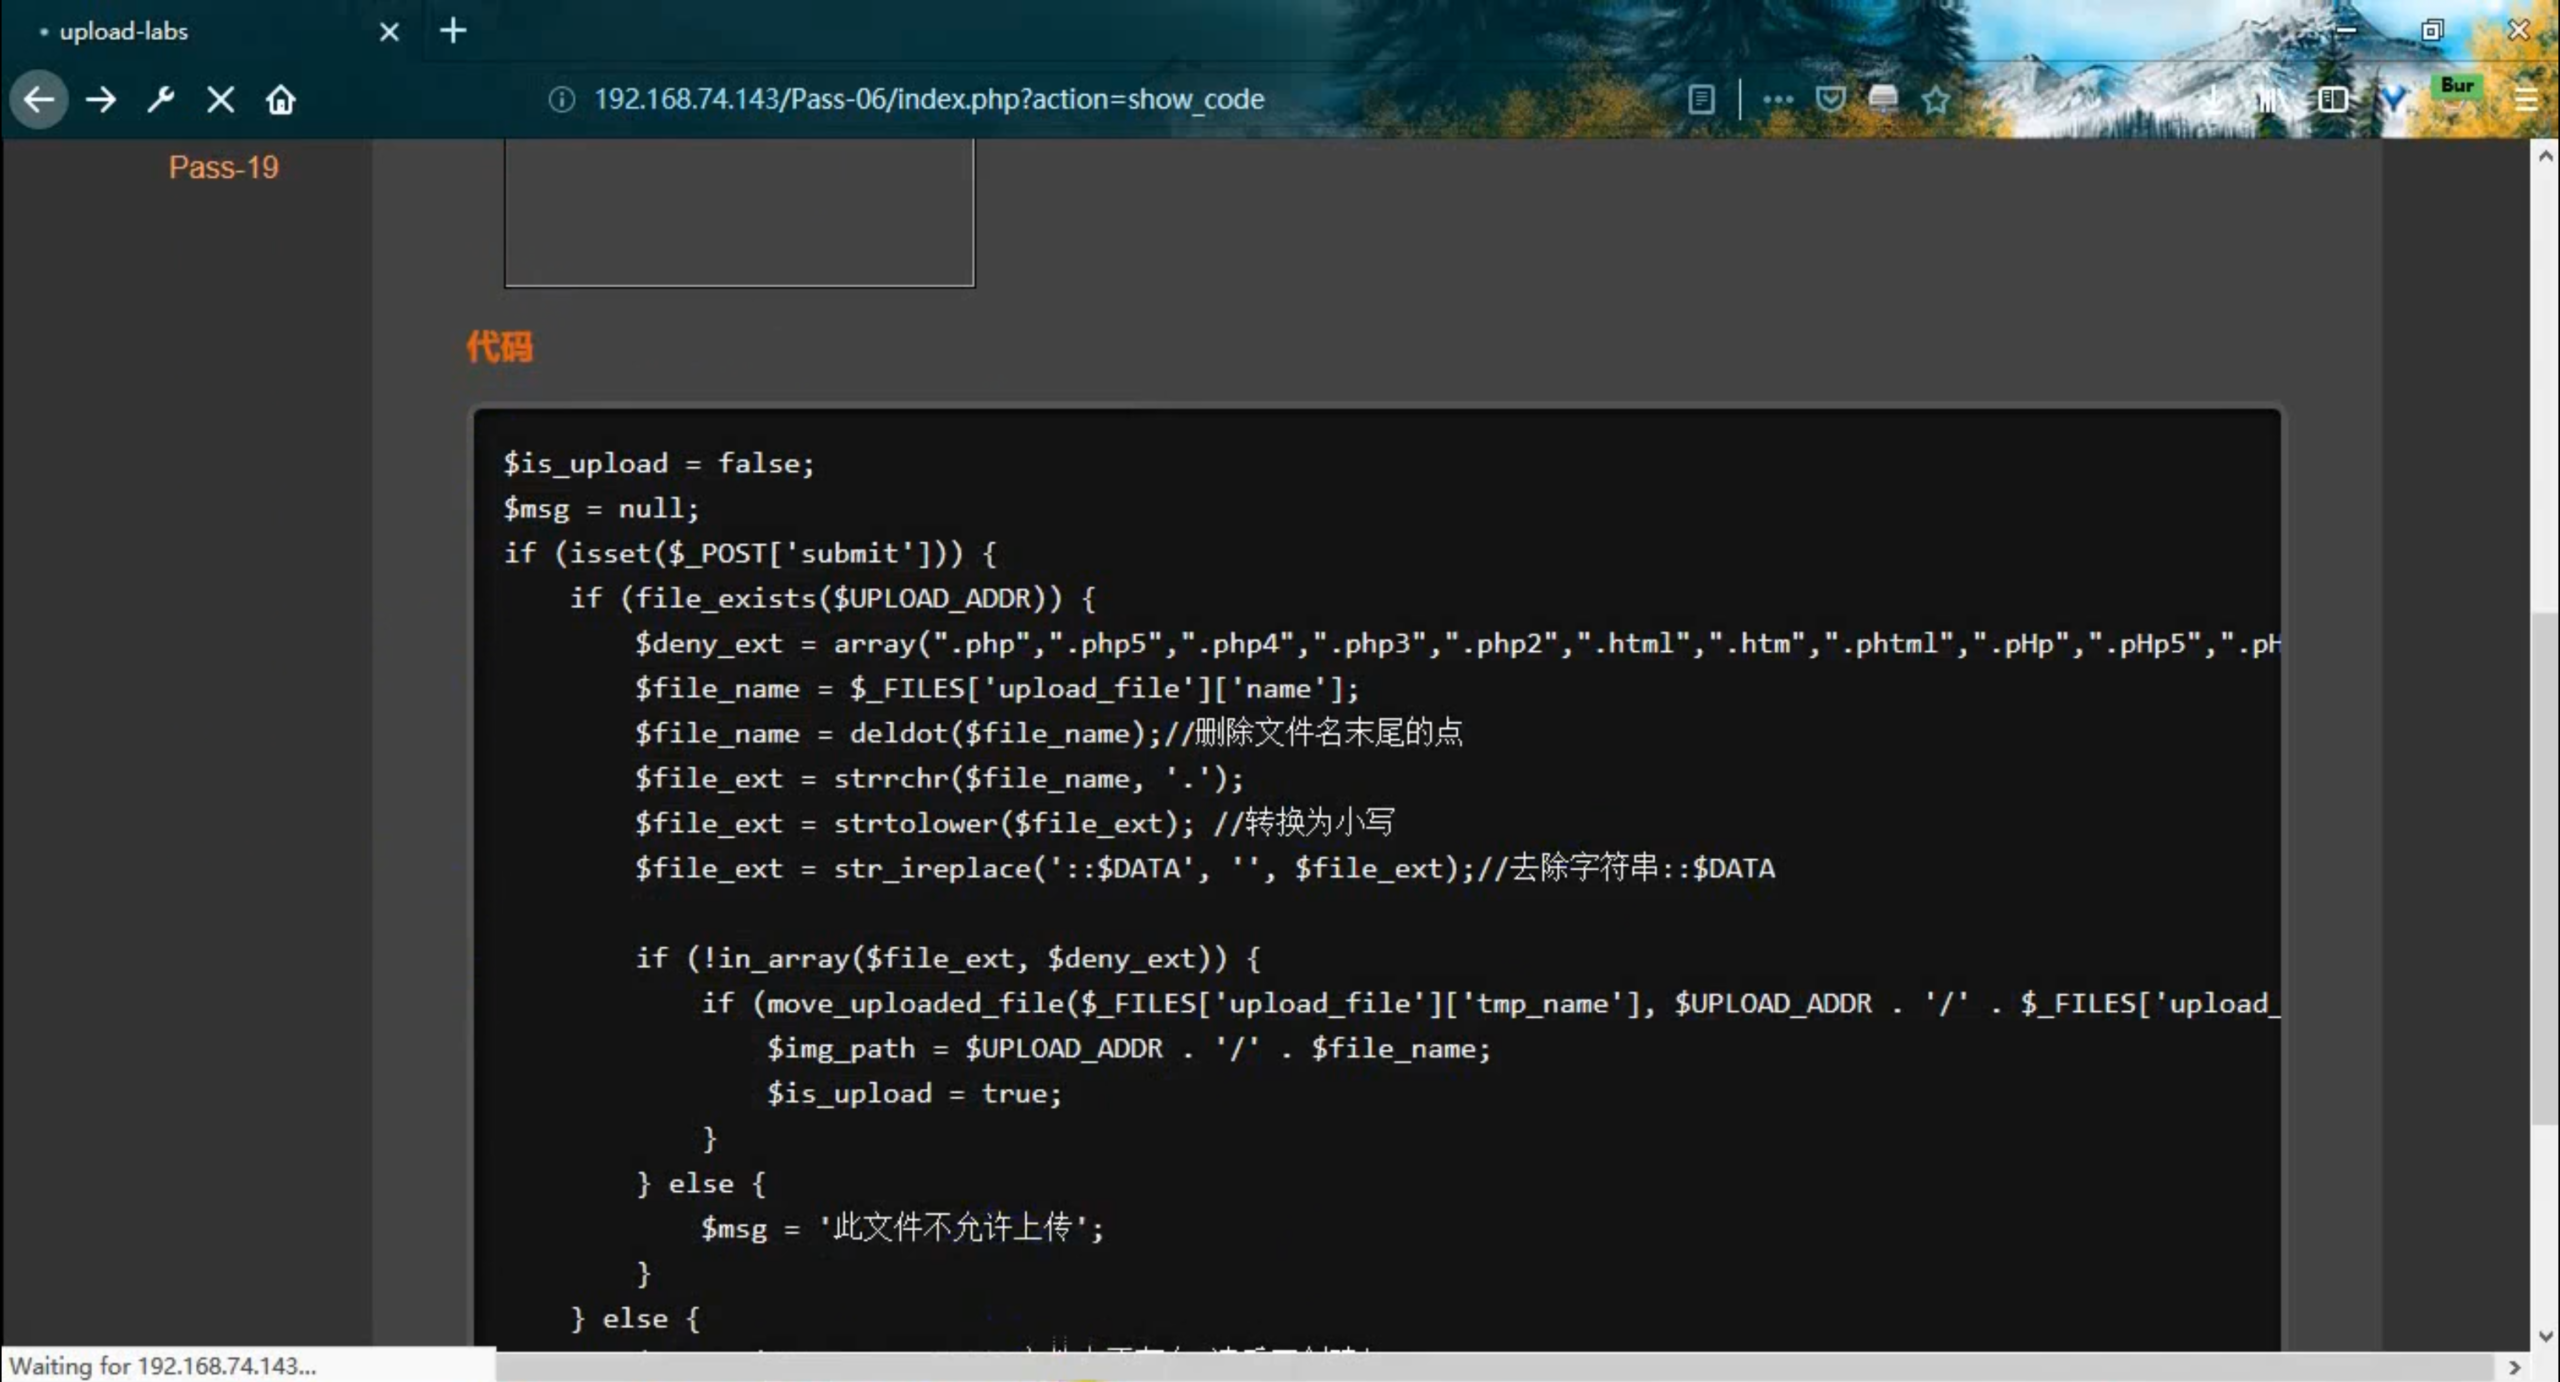 upload-labs
192.168.74.143/Pass-06/index.php?action=show_code
Bur
Pass-19
代码
$is_upload = false;
$msg = null;
if (isset($_POST['submit'])) {
if (file_exists($UPLOAD_ADDR)) {
$deny_ext = array(".php",".php5",".php4",".php3",".php2",".html",".htm",".phtml",".pHp",".pHp5",".pH
$file_name = $_FILES['upload_file']['name'];
$file_name = deldot($file_name);//删除文件名末尾的点
$file_ext = strrchr($file_name, '.');
$file_ext = strtolower($file_ext); //转换为小写
$file_ext = str_ireplace('::$DATA', '', $file_ext);//去除字符串::$DATA
if (!in_array($file_ext, $deny_ext)) {
if (move_uploaded_file($_FILES['upload_file']['tmp_name'], $UPLOAD_ADDR . '/' . $_FILES['upload_
$img_path = $UPLOAD_ADDR . '/' . $file_name;
$is_upload = true;
}
} else {
$msg = '此文件不允许上传';
}
} else {
Waiting for 192.168.74.143...